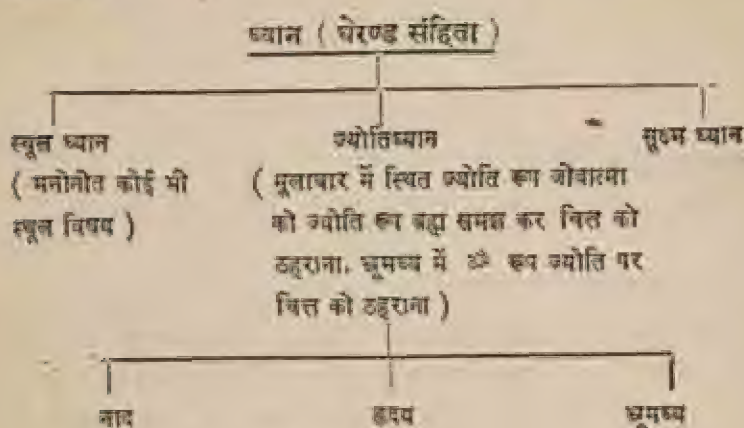 ध्यान ( घेरण्ड संहिता )
स्थूल ध्यान ज्योतिध्यान सूक्ष्म ध्यान
( मनोनीत कोई भी ( मूलाधार में स्थित ज्योति रूप जीवात्मा
स्थूल विषय ) को ज्योति रूप ब्रह्म समझ कर चित्त को
ठहराना, भ्रूमध्य में ॐ रूप ज्योति पर
चित्त को ठहराना )
नाद हृदय भ्रूमध्य